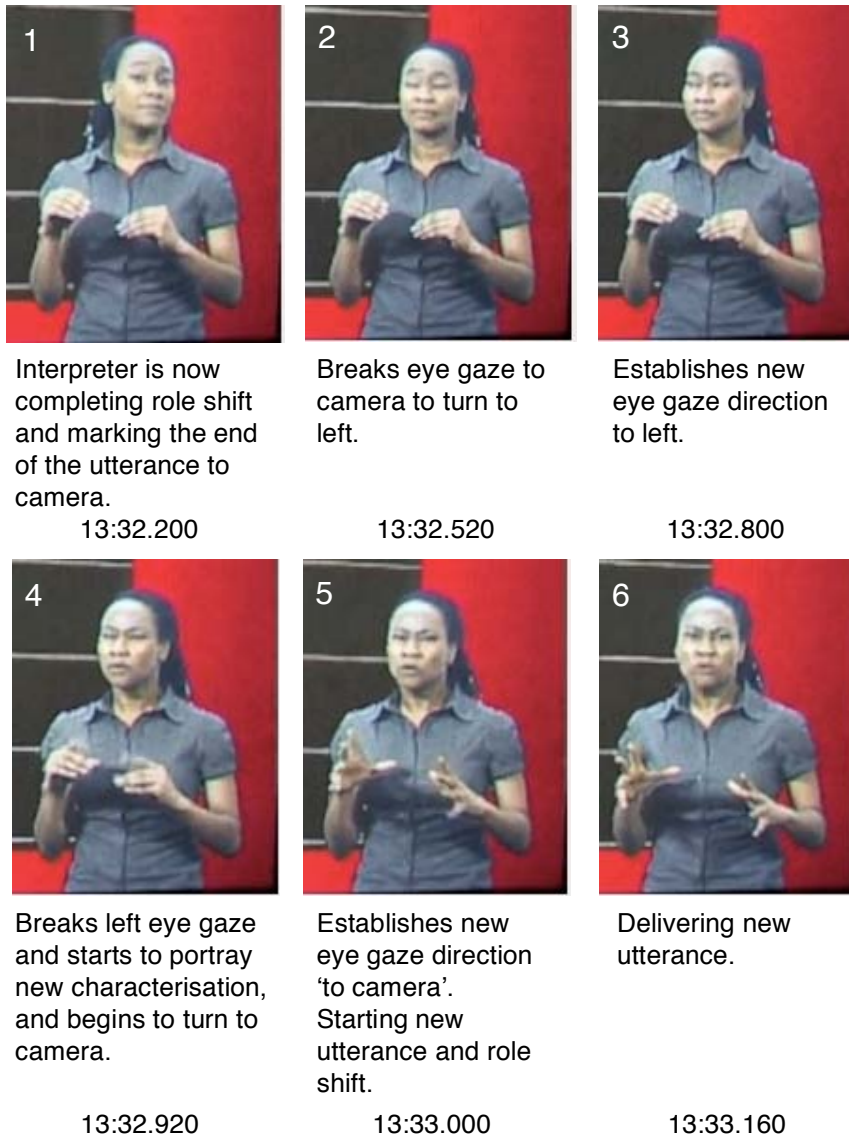 1
2
3
Interpreter is now
completing role shift
and marking the end
of the utterance to
camera.
13:32.200
Breaks eye gaze to
camera to turn to
left.
13:32.520
Establishes new
eye gaze direction
to left.
13:32.800
4
5
6
Breaks left eye gaze
and starts to portray
new characterisation,
and begins to turn to
camera.
13:32.920
Establishes new
eye gaze direction
‘to camera’.
Starting new
utterance and role
shift.
13:33.000
Delivering new
utterance.
13:33.160